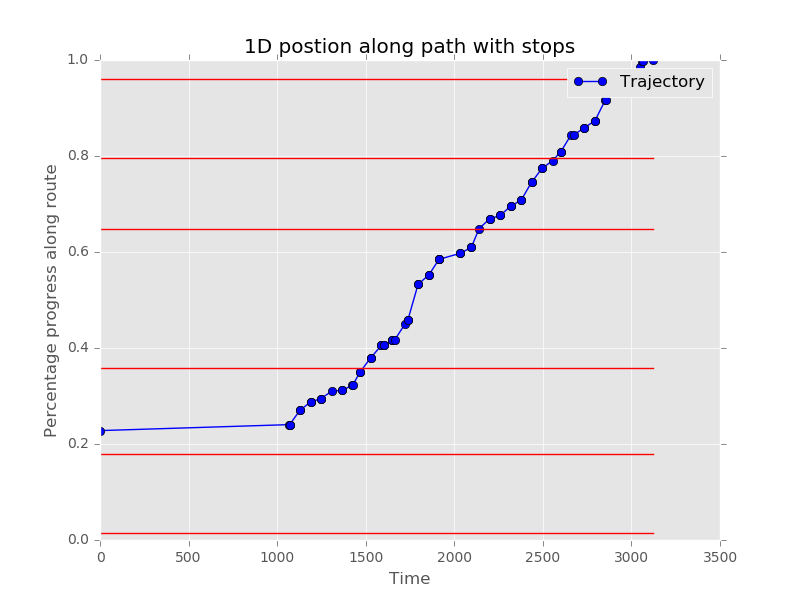 1D postion along path with stops
Trajectory
1.0
0.8
0.6
0.4
0.2
0.0
Percentage progress along route
0 500 1000 1500 2000 2500 3000 3500
Time